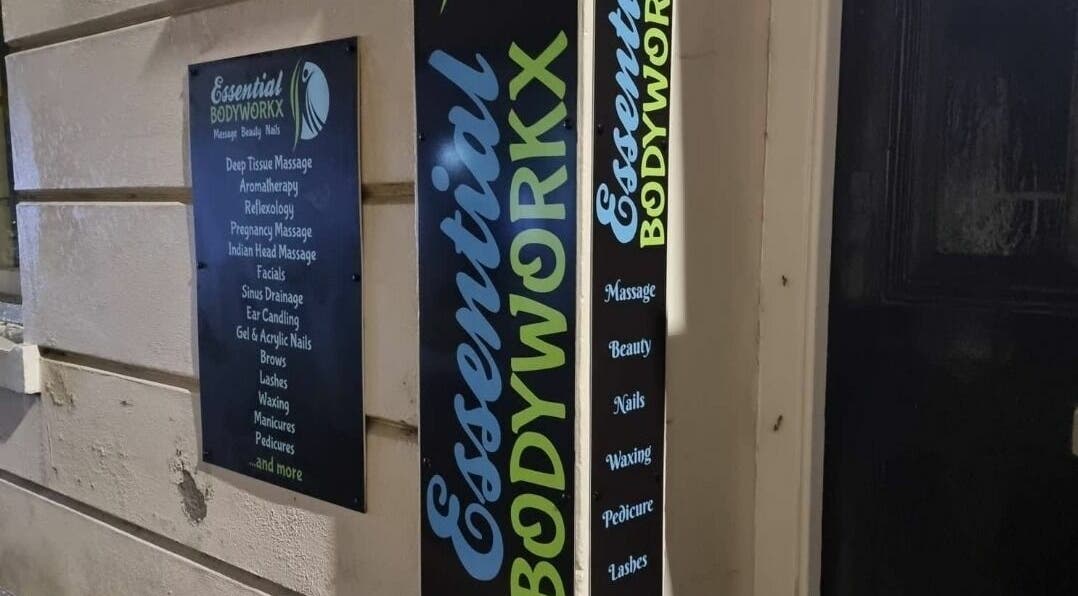 Essential
BODYWORKX
Massage Beauty Nails
Deep Tissue Massage
Aromatherapy
Reflexology
Pregnancy Massage
Indian Head Massage
Facials
Sinus Drainage
Ear Candling
Gel & Acrylic Nails
Brows
Lashes
Waxing
Manicures
Pedicures
...and more
Essential
BODYWORKX
Essential
BODYWOR
Massage
Beauty
Nails
Waxing
Pedicure
Lashes